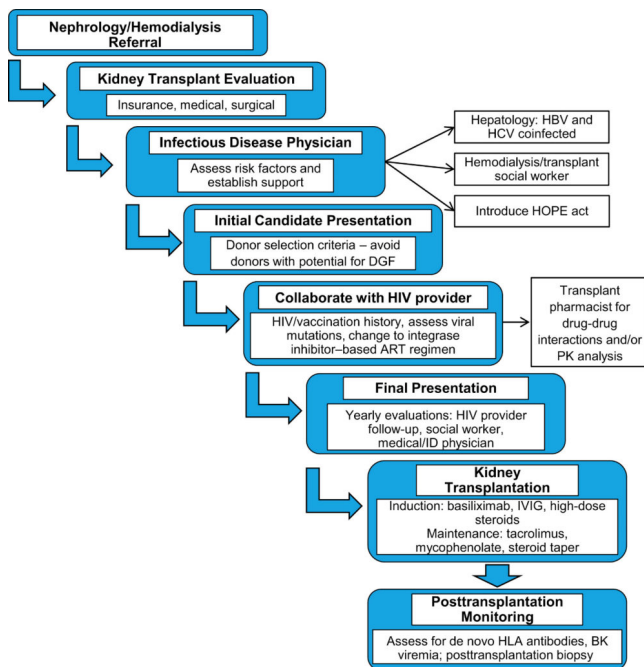 Nephrology/Hemodialysis
Referral
Kidney Transplant Evaluation
Insurance, medical, surgical
Infectious Disease Physician
Assess risk factors and
establish support
Hepatology: HBV and
HCV coinfected
Hemodialysis/transplant
social worker
Introduce HOPE act
Initial Candidate Presentation
Donor selection criteria – avoid
donors with potential for DGF
Collaborate with HIV provider
HIV/vaccination history, assess viral
mutations, change to integrase
inhibitor–based ART regimen
Transplant
pharmacist for
drug-drug
interactions and/or
PK analysis
Final Presentation
Yearly evaluations: HIV provider
follow-up, social worker,
medical/ID physician
Kidney
Transplantation
Induction: basiliximab, IVIG, high-dose
steroids
Maintenance: tacrolimus,
mycophenolate, steroid taper
Posttransplantation
Monitoring
Assess for de novo HLA antibodies, BK
viremia; posttransplantation biopsy